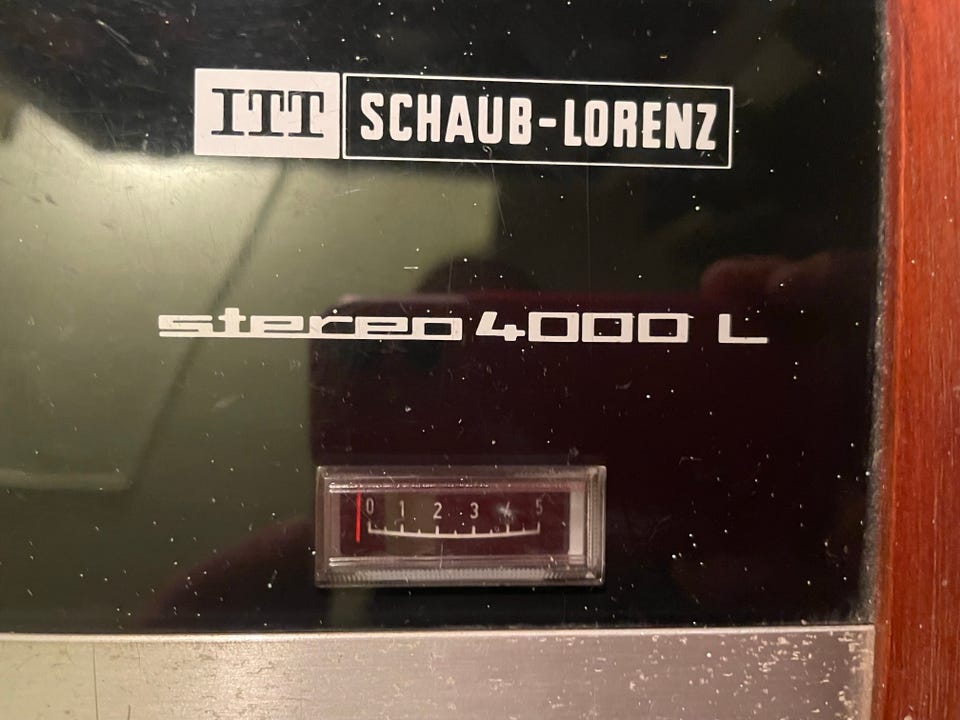 ITT SCHAUB-LORENZ
stereo 4000 L
0 1 2 3 4 5